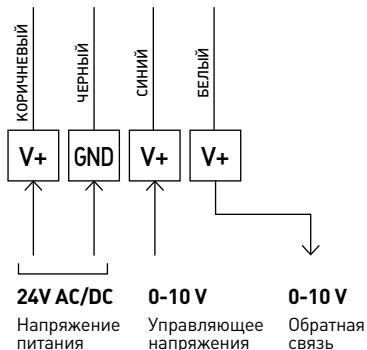 КОРИЧНЕВЫЙ
ЧЕРНЫЙ
СИНИЙ
БЕЛЫЙ
V+ GND V+ V+
24V AC/DC 0-10 V 0-10 V
Напряжение Управляющее Обратная
питания напряжения связь